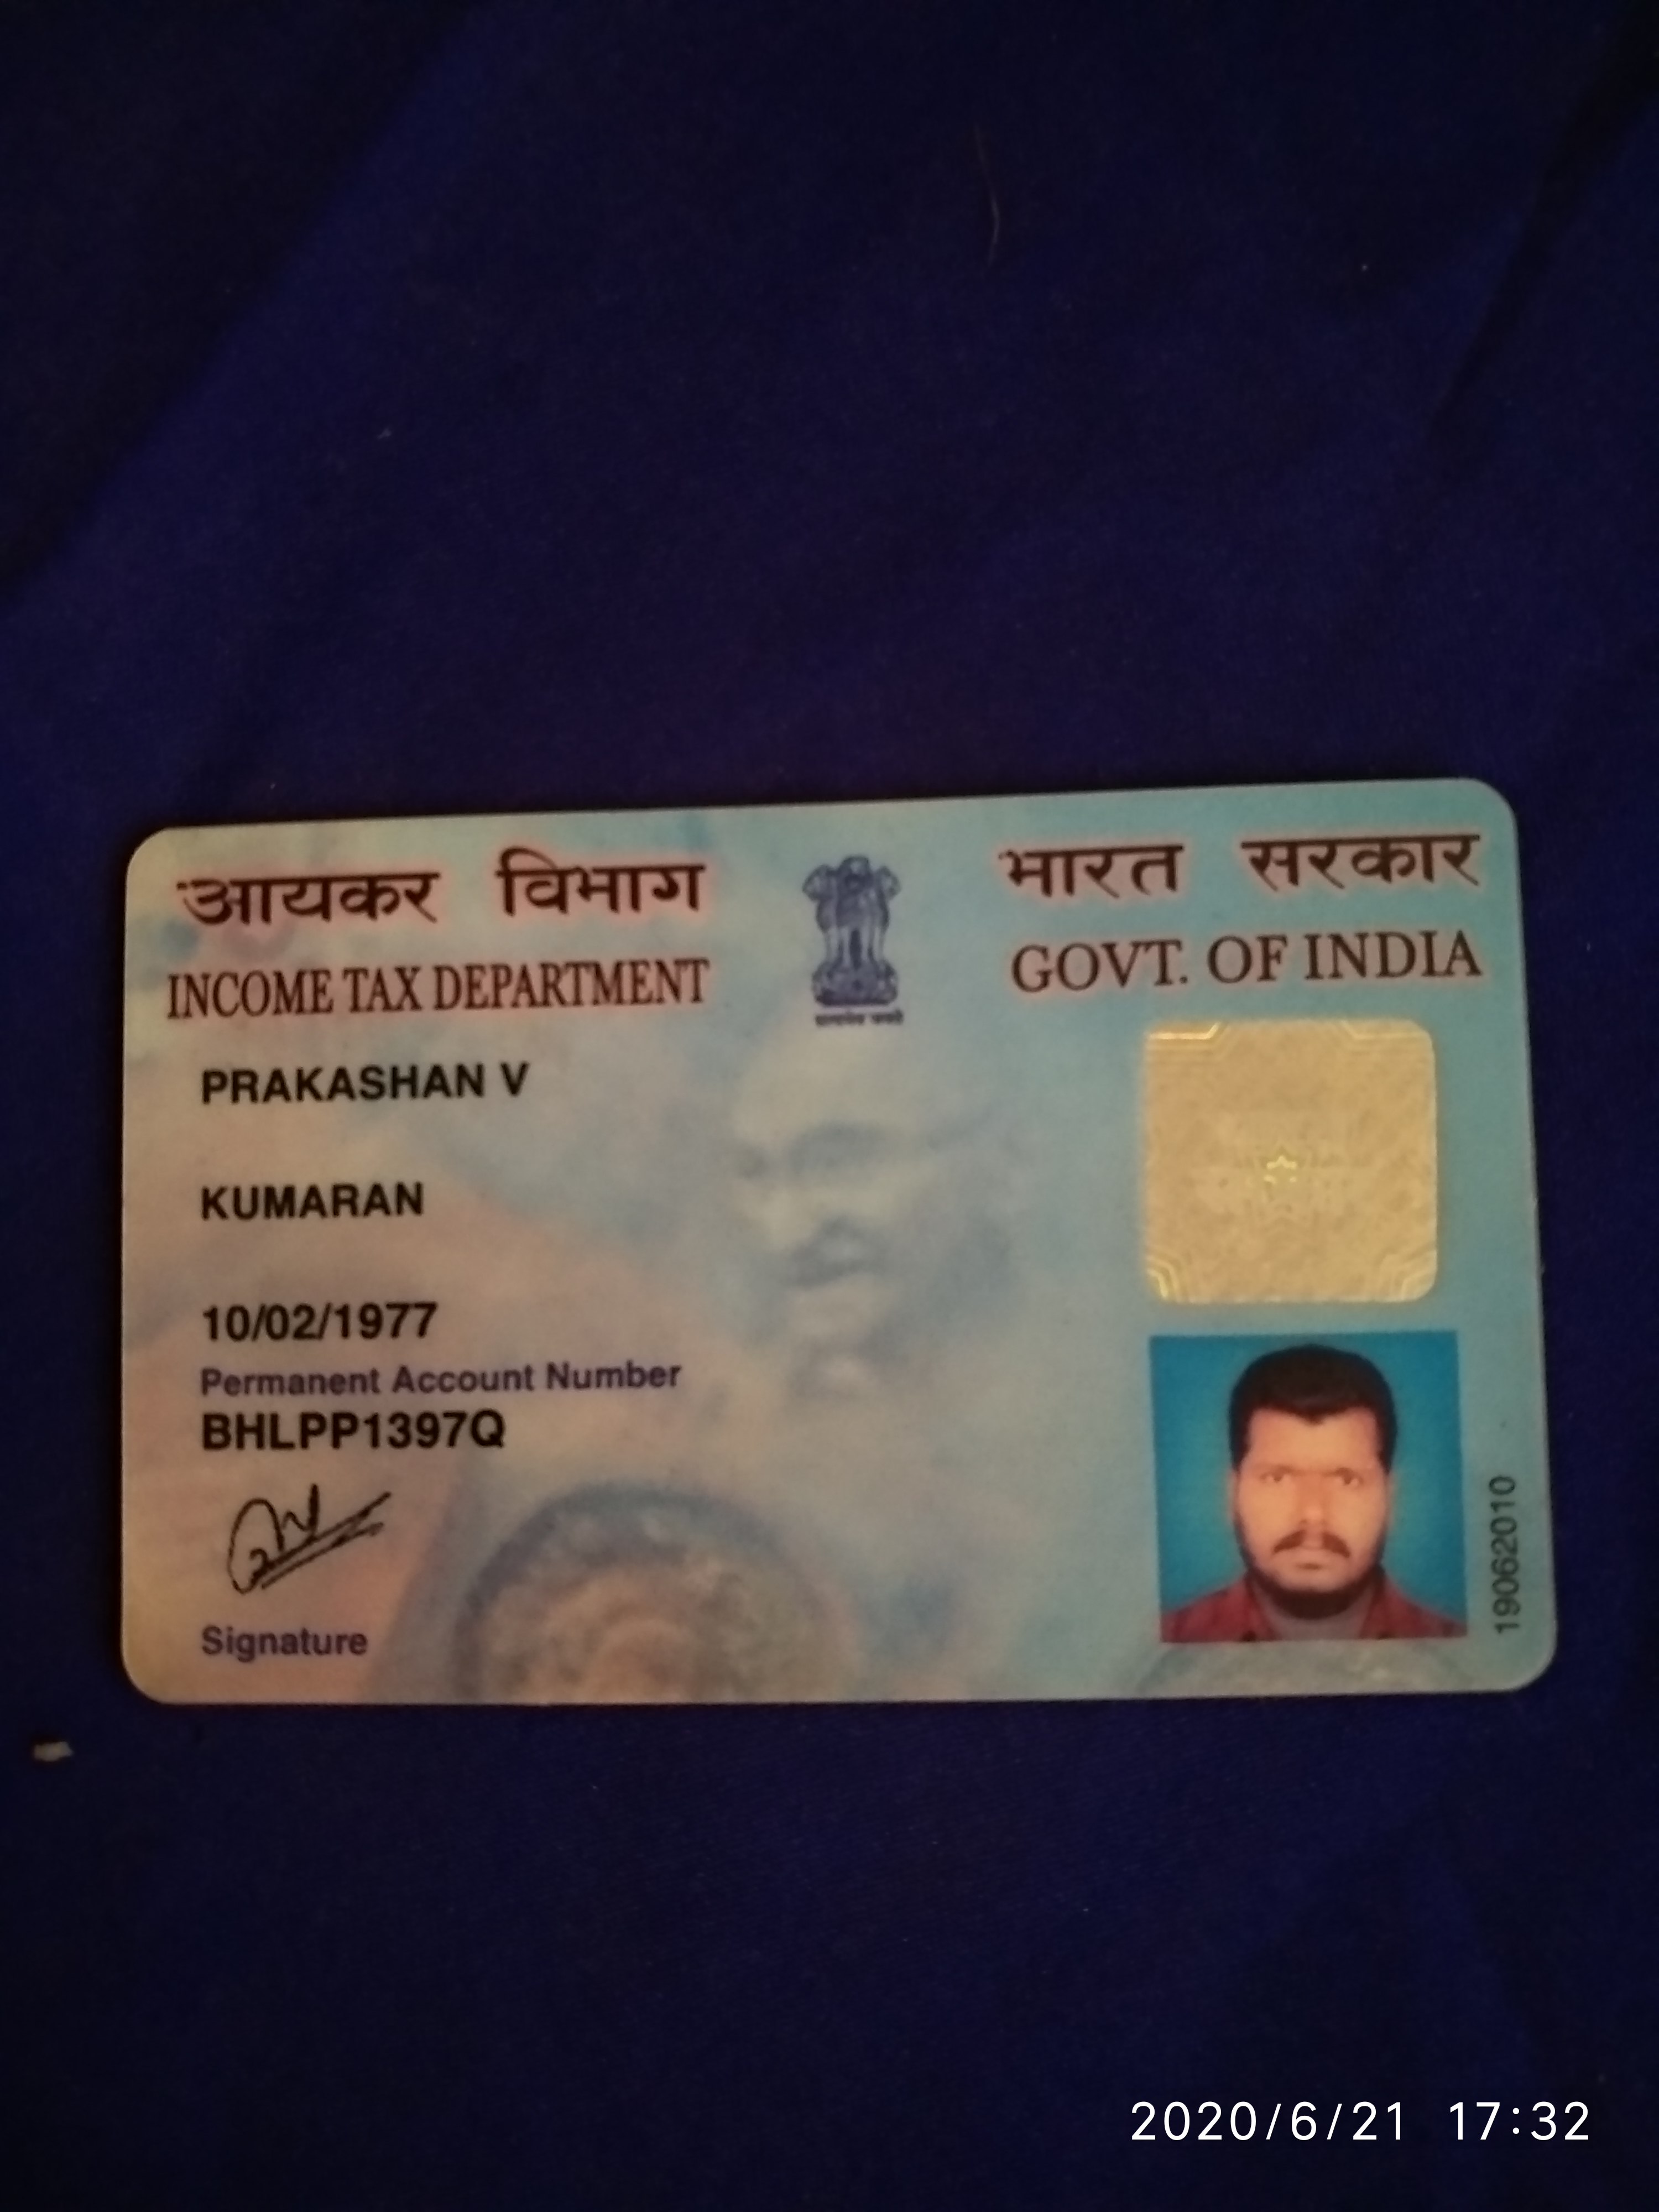 आयकर विभाग
INCOME TAX DEPARTMENT
भारत सरकार
GOVT. OF INDIA
सत्यमेव जयते
PRAKASHAN V
KUMARAN
10/02/1977
Permanent Account Number
BHLPP1397Q
Signature
19062010
2020/6/21 17:32